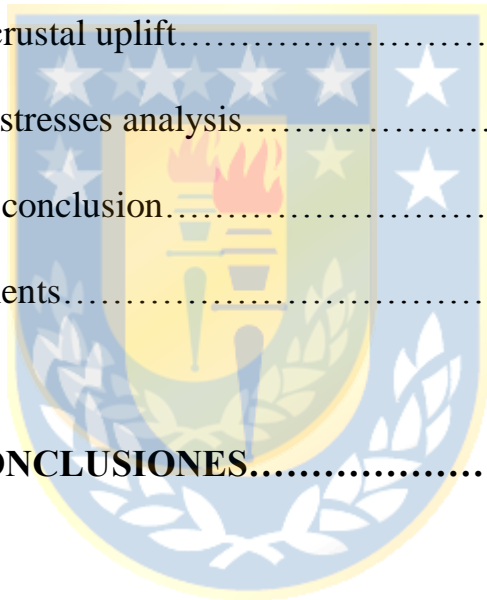 crustal uplift……………………
stresses analysis…………………
conclusion………………………
ents………………………………
ONCLUSIONES………………